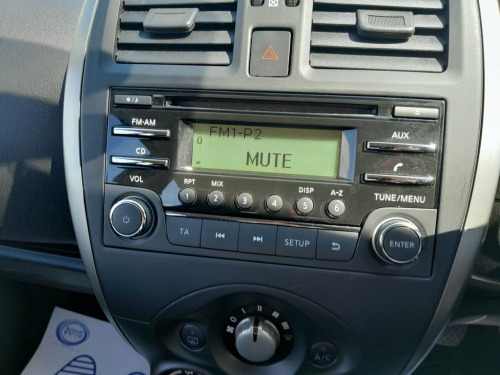 FM1-P2
MUTE
FM•AM
CD
AUX
VOL
RPT MIX DISP A-Z
1 2 3 4 5 6
TUNE/MENU
TA SETUP
ENTER
0
A/C